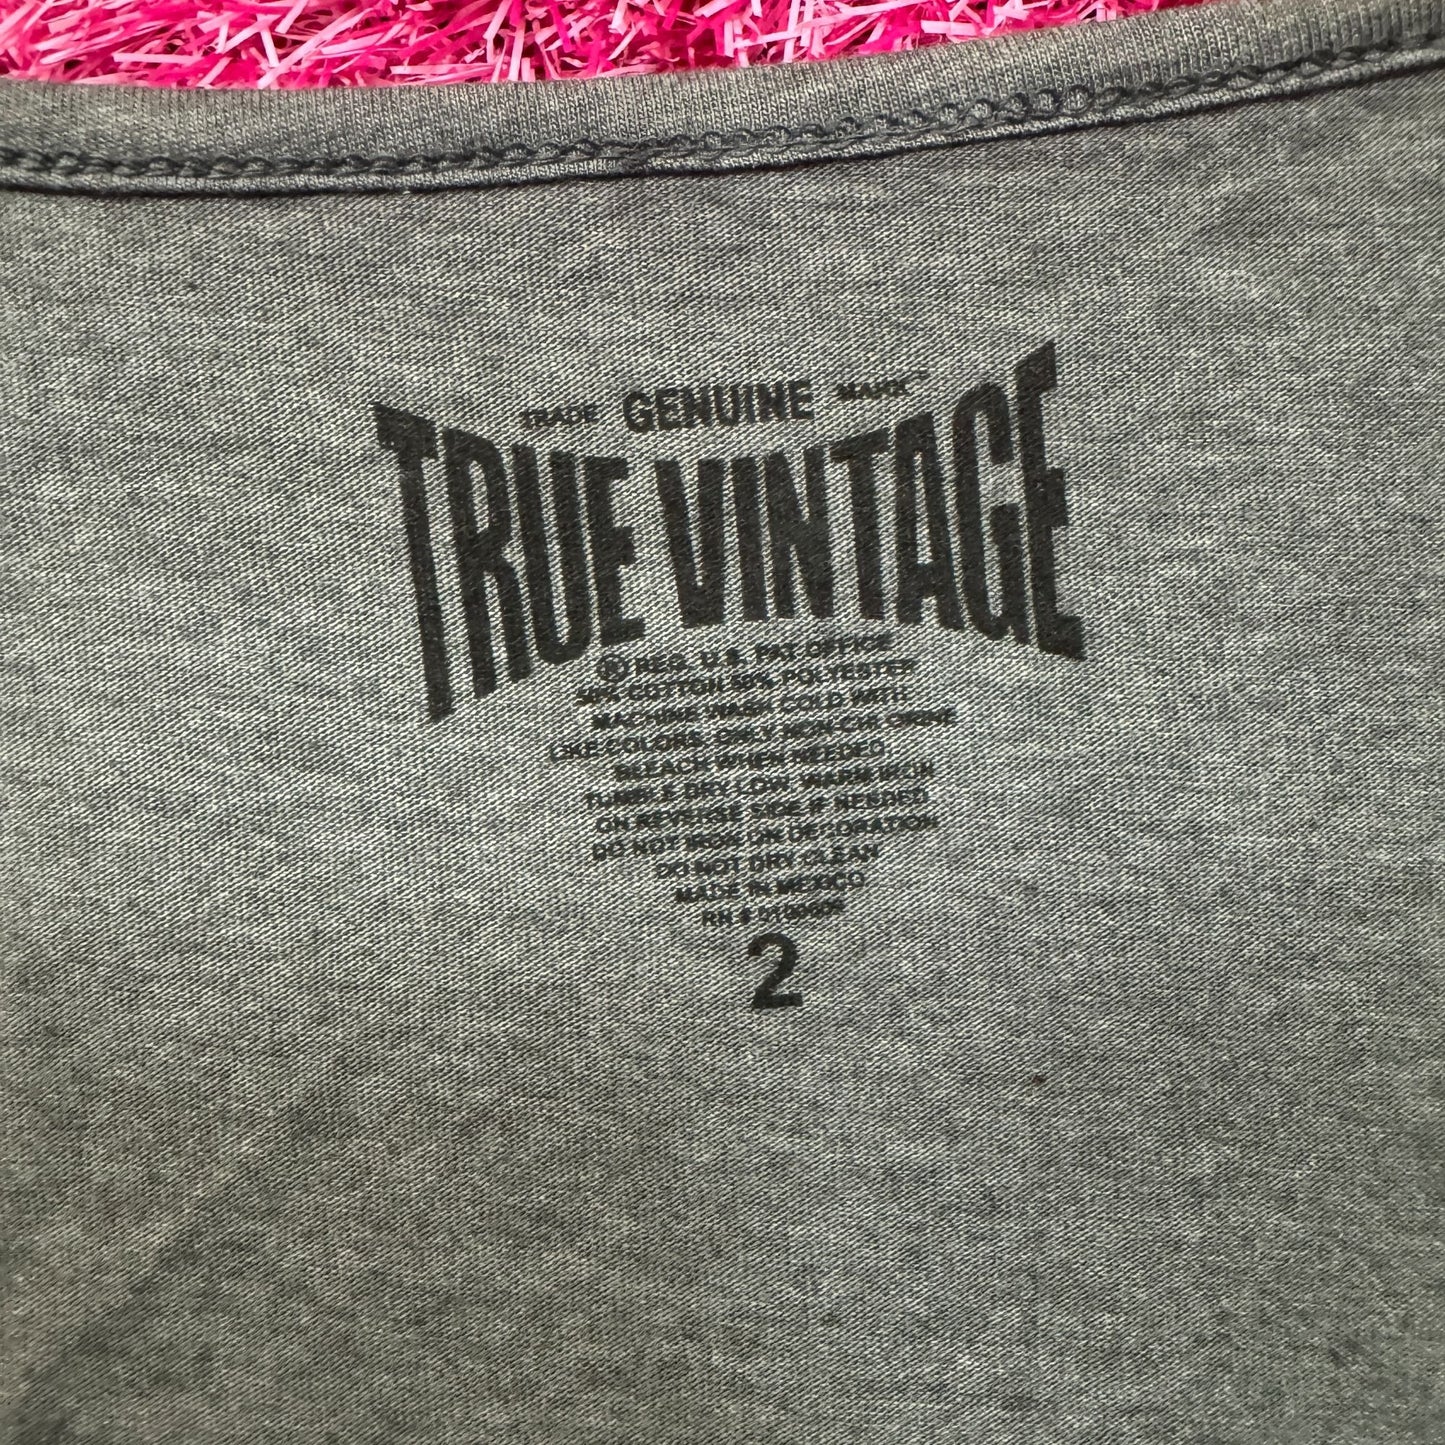 TRADE GENUINE MARK
TRUE VINTAGE
® REG. U.S. PAT. OFFICE
50% COTTON 50% POLYESTER
MACHINE WASH COLD WITH
LIKE COLORS, ONLY NON-CHLORINE
BLEACH WHEN NEEDED.
TUMBLE DRY LOW, WARM IRON
ON REVERSE SIDE IF NEEDED.
DO NOT IRON ON DECORATION
DO NOT DRY CLEAN
MADE IN MEXICO.
RN #
2